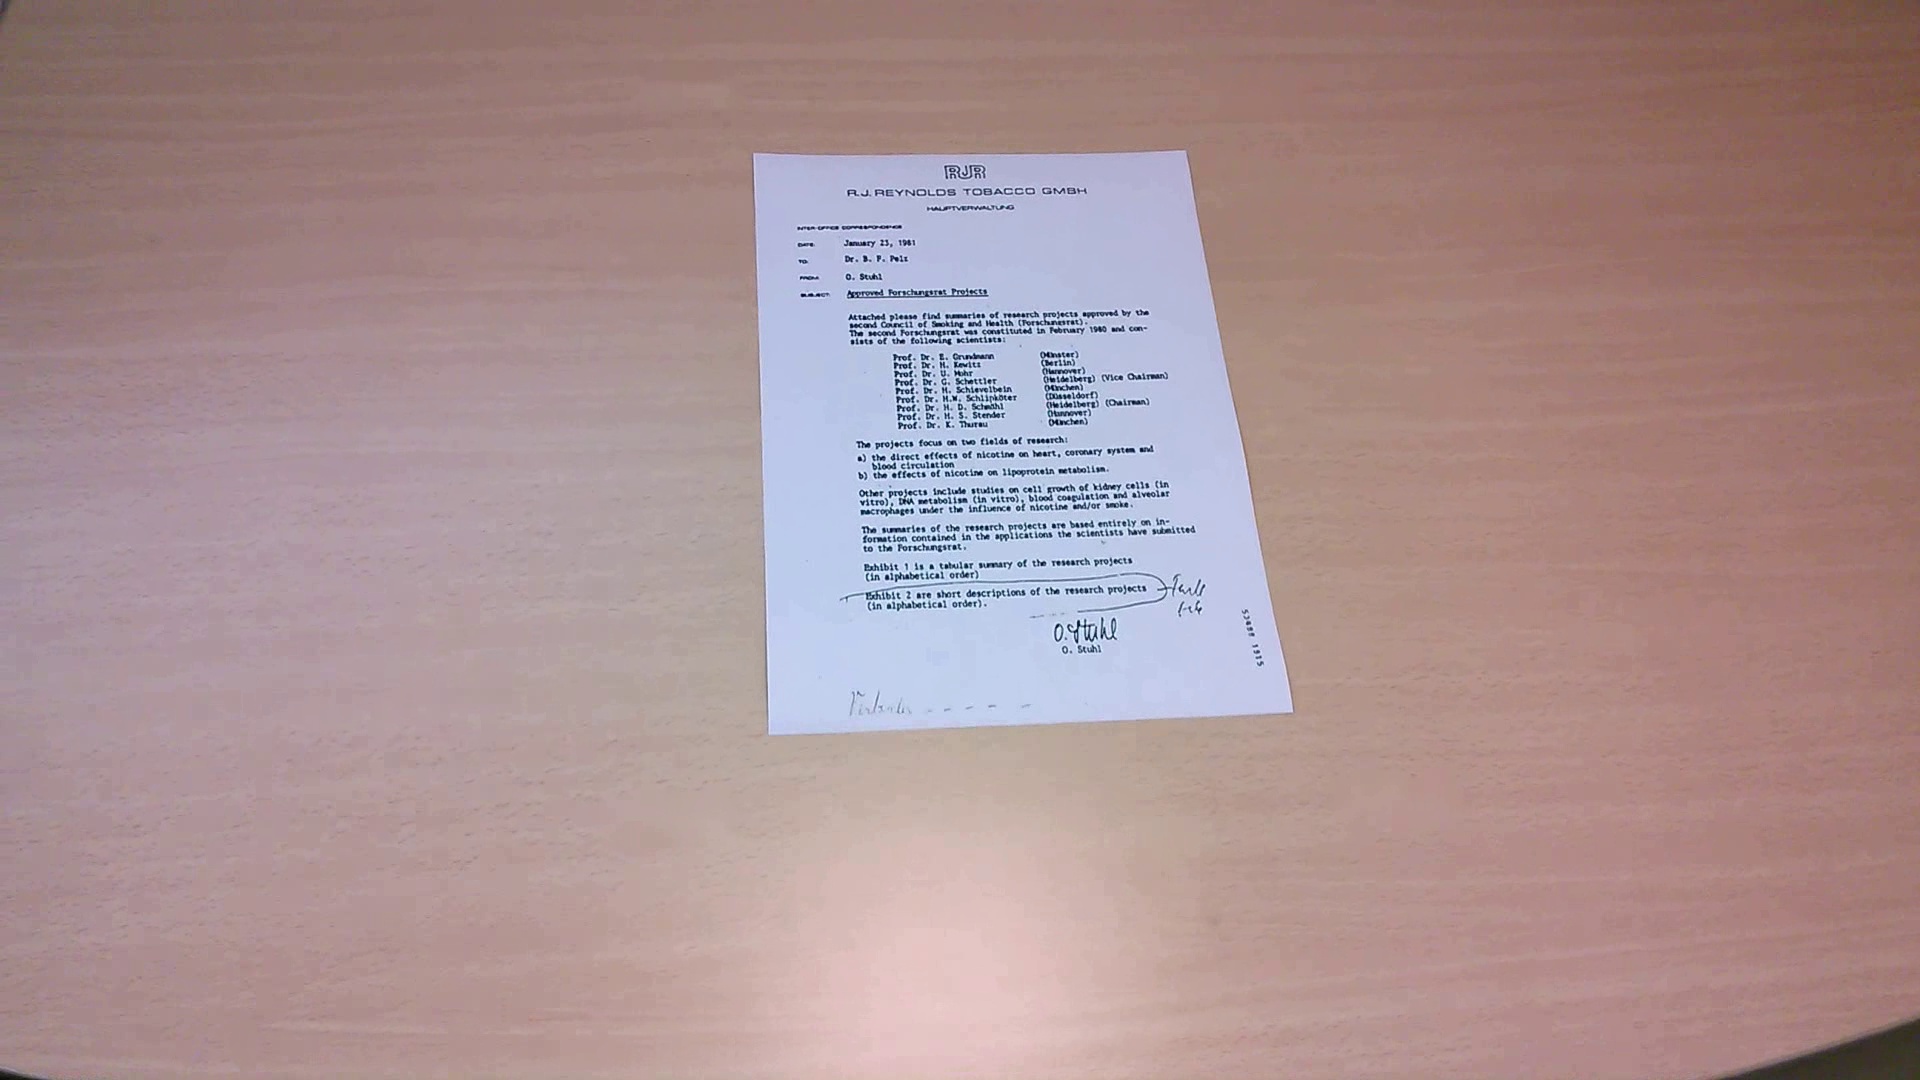 RJR
R.J. REYNOLDS TOBACCO GMBH
HAUPTVERWALTUNG
INTER-OFFICE CORRESPONDENCE
DATE: January 23, 1981
TO: Dr. B. F. Pelz
FROM: O. Stuhl
SUBJECT: Approved Forschungsrat Projects
Attached please find summaries of research projects approved by the
second Council of Smoking and Health (Forschungsrat).
The second Forschungsrat was constituted in February 1980 and con-
sists of the following scientists:
Prof. Dr. E. Grundmann (Münster)
Prof. Dr. H. Kewitz (Berlin)
Prof. Dr. U. Mohr (Hannover)
Prof. Dr. G. Schettler (Heidelberg) (Vice Chairman)
Prof. Dr. H. Schievelbein (München)
Prof. Dr. H.W. Schlipköter (Düsseldorf)
Prof. Dr. H. D. Schmähl (Heidelberg) (Chairman)
Prof. Dr. H. S. Stender (Hannover)
Prof. Dr. K. Thurau (München)
The projects focus on two fields of research:
a) the direct effects of nicotine on heart, coronary system and
blood circulation
b) the effects of nicotine on lipoprotein metabolism.
Other projects include studies on cell growth of kidney cells (in
vitro), DNA metabolism (in vitro), blood coagulation and alveolar
macrophages under the influence of nicotine and/or smoke.
The summaries of the research projects are based entirely on in-
formation contained in the applications the scientists have submitted
to the Forschungsrat.
Exhibit 1 is a tabular summary of the research projects
(in alphabetical order)
Exhibit 2 are short descriptions of the research projects
(in alphabetical order).
O. Stuhl
O. Stuhl